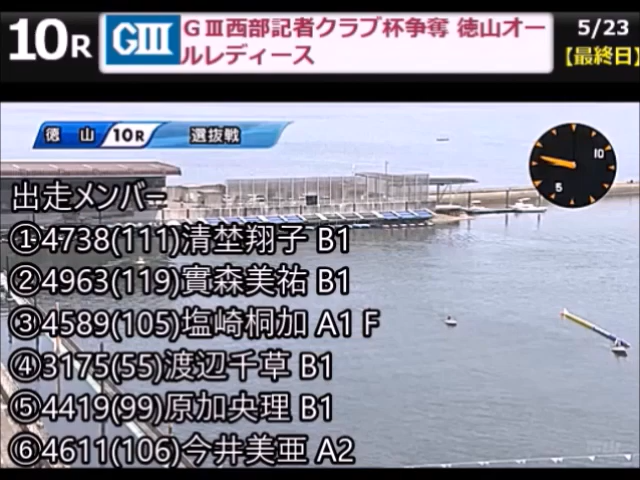 10R
GⅢ
GⅢ西部記者クラブ杯争奪 徳山オー
ルレディース
5/23
【最終日】
徳 山 10R 選抜戦
10
5
出走メンバー
①4738(111)清埜翔子 B1
②4963(119)實森美祐 B1
③4589(105)塩崎桐加 A1 F
④3175(55)渡辺千草 B1
⑤4419(99)原加央理 B1
⑥4611(106)今井美亜 A2